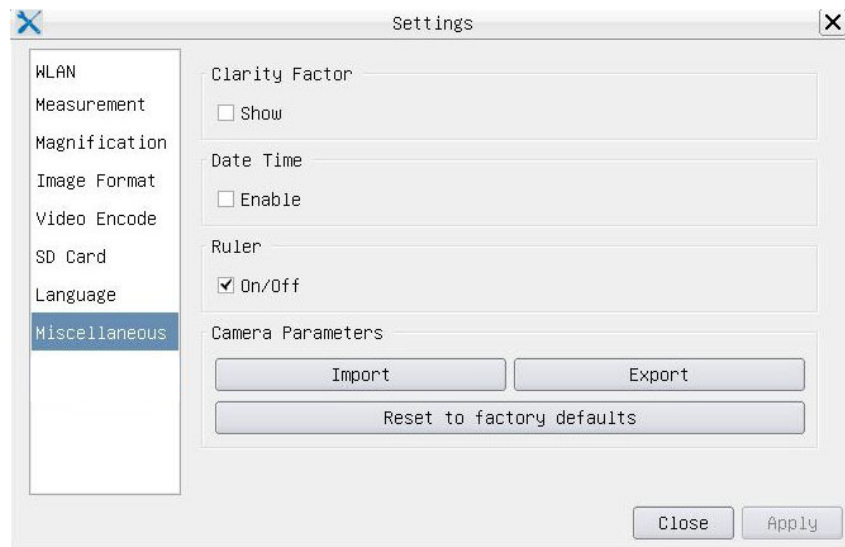 Settings
WLAN
Measurement
Magnification
Image Format
Video Encode
SD Card
Language
Miscellaneous
Clarity Factor
Show
Date Time
Enable
Ruler
On/Off
Camera Parameters
Import Export
Reset to factory defaults
Close Apply